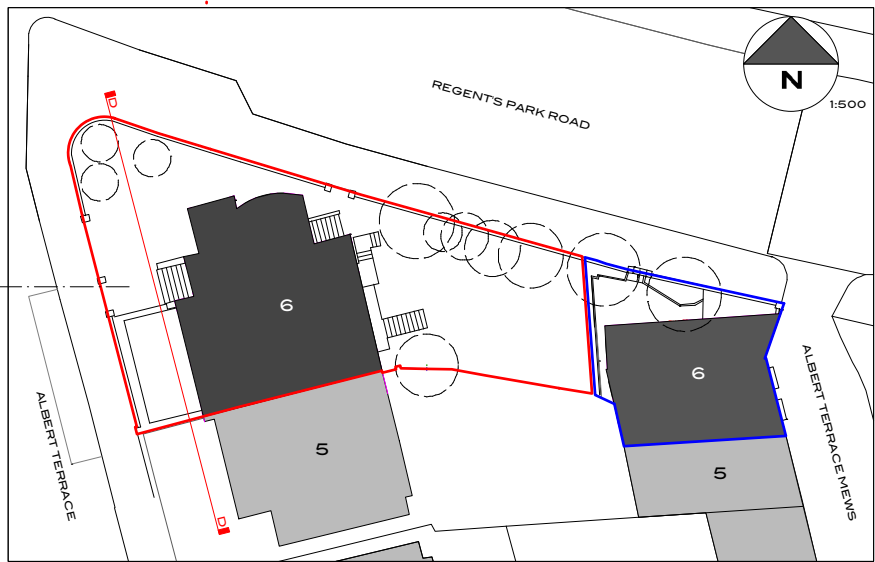 D
REGENT'S PARK ROAD
N
1:500
6
6
5
5
ALBERT TERRACE
ALBERT TERRACE MEWS
D